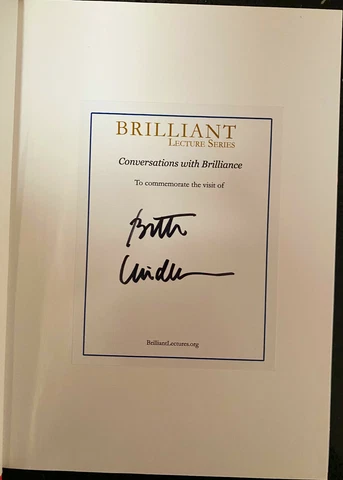 BRILLIANT
LECTURE SERIES
Conversations with Brilliance
To commemorate the visit of
BrilliantLectures.org